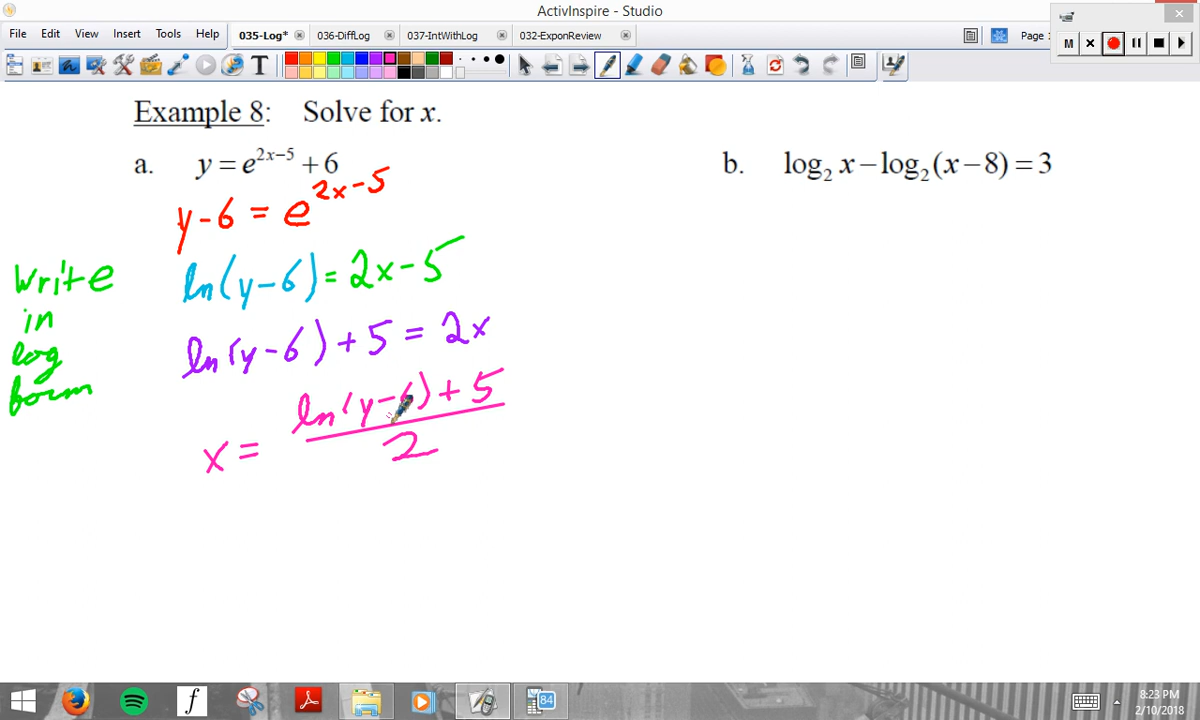 ActivInspire - Studio
File Edit View Insert Tools Help 035-Log* 036-DiffLog 037-IntWithLog 032-ExponReview Page
M
T
Example 8: Solve for x.
a. y = e^{2x−5} + 6
y − 6 = e^{2x−5}
ln(y − 6) = 2x − 5
ln(y − 6) + 5 = 2x
x = (ln(y − 6) + 5) / 2
Write
in
log
form
b. log₂ x − log₂ (x − 8) = 3
f
84
8:23 PM
2/10/2018